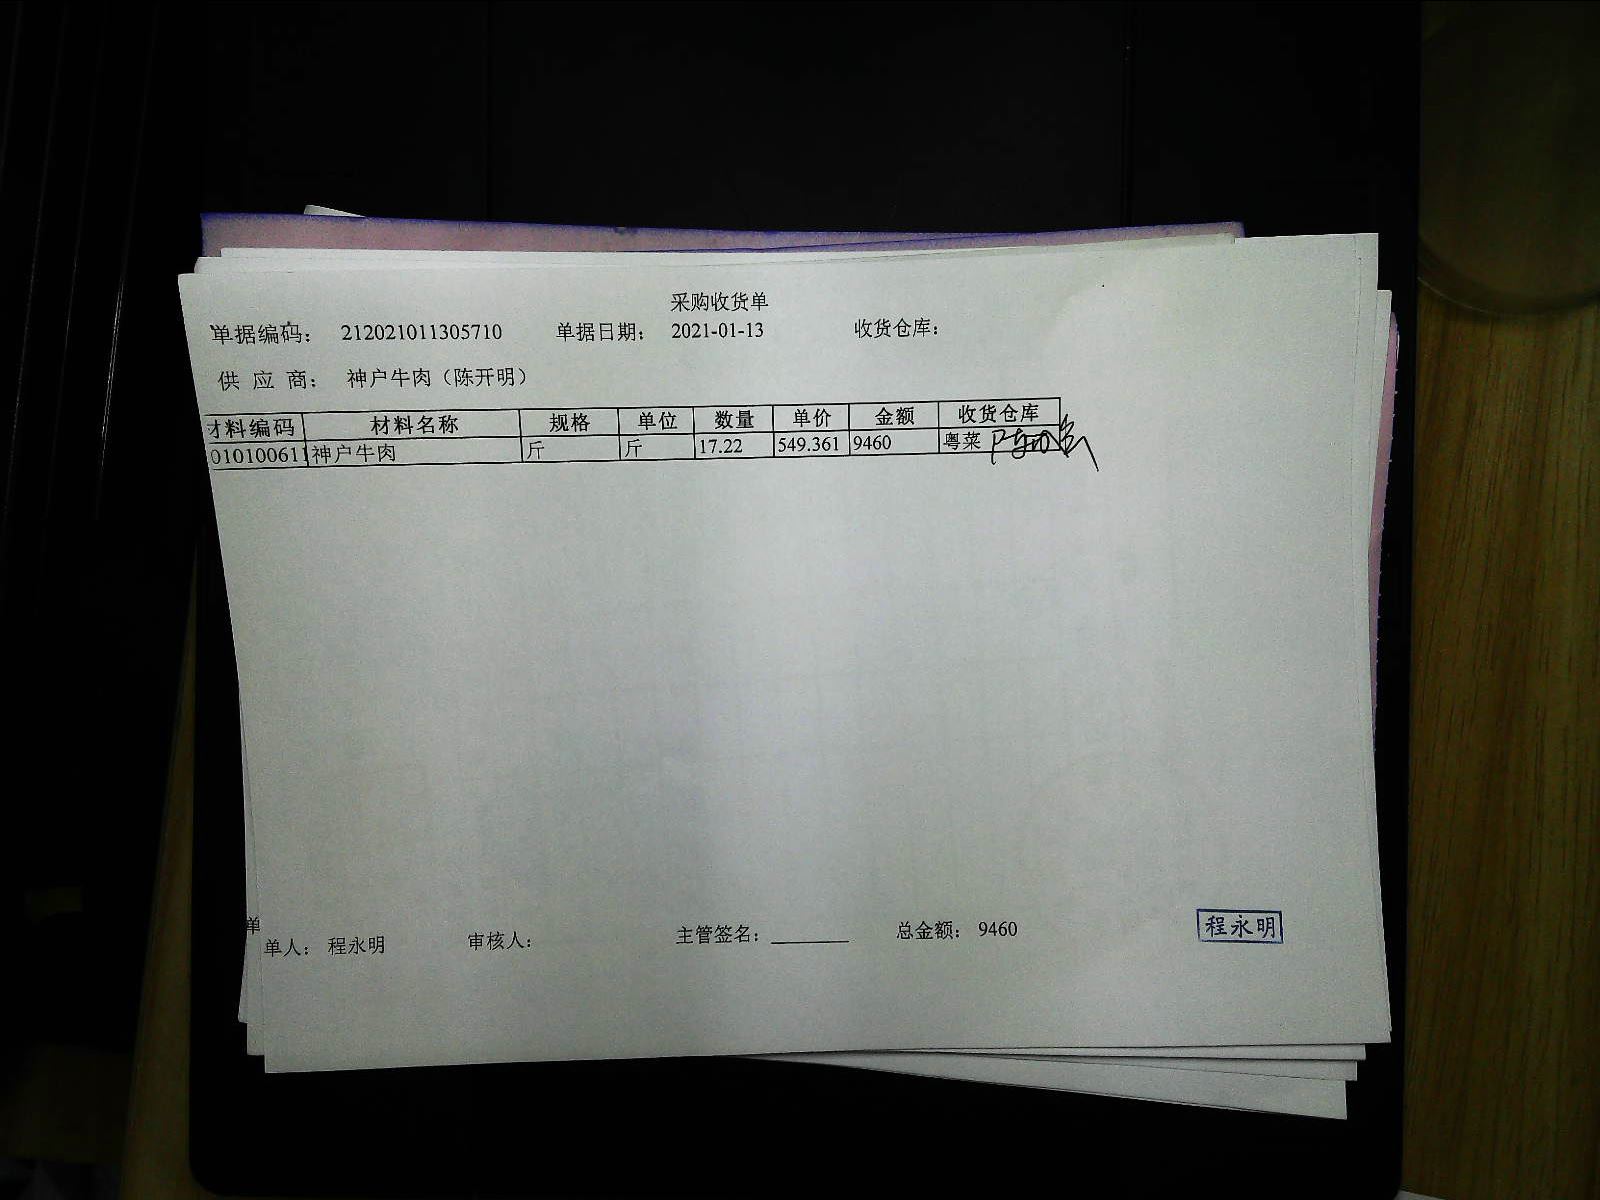 采购收货单
单据编码： 212021011305710 单据日期： 2021-01-13 收货仓库：
供 应 商： 神户牛肉（陈开明）
材料编码 材料名称 规格 单位 数量 单价 金额 收货仓库
010100611 神户牛肉 斤 斤 17.22 549.361 9460 粤菜
单
单人： 程永明 审核人： 主管签名：________ 总金额： 9460 程永明